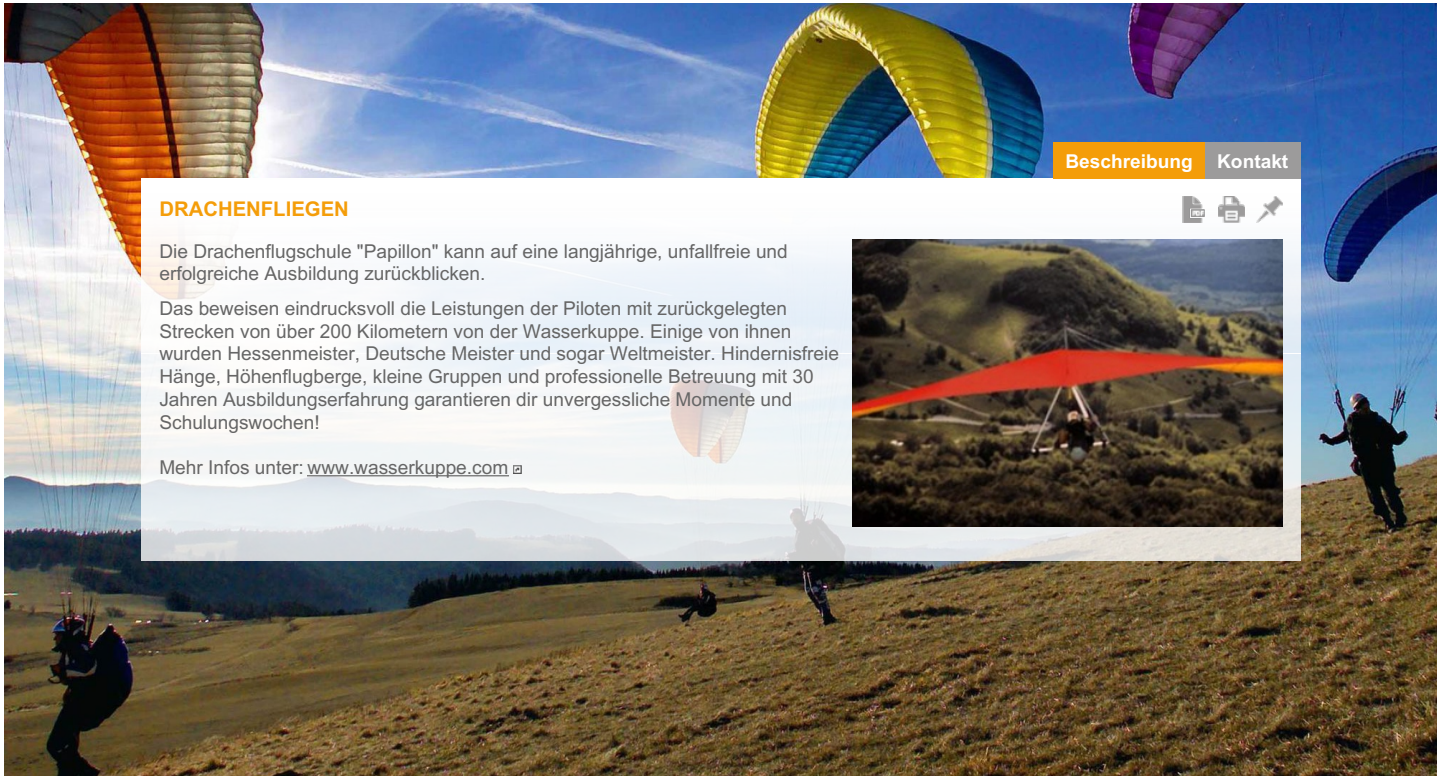 Beschreibung Kontakt
DRACHENFLIEGEN
PDF
Die Drachenflugschule "Papillon" kann auf eine langjährige, unfallfreie und
erfolgreiche Ausbildung zurückblicken.
Das beweisen eindrucksvoll die Leistungen der Piloten mit zurückgelegten
Strecken von über 200 Kilometern von der Wasserkuppe. Einige von ihnen
wurden Hessenmeister, Deutsche Meister und sogar Weltmeister. Hindernisfreie
Hänge, Höhenflugberge, kleine Gruppen und professionelle Betreuung mit 30
Jahren Ausbildungserfahrung garantieren dir unvergessliche Momente und
Schulungswochen!
Mehr Infos unter: www.wasserkuppe.com